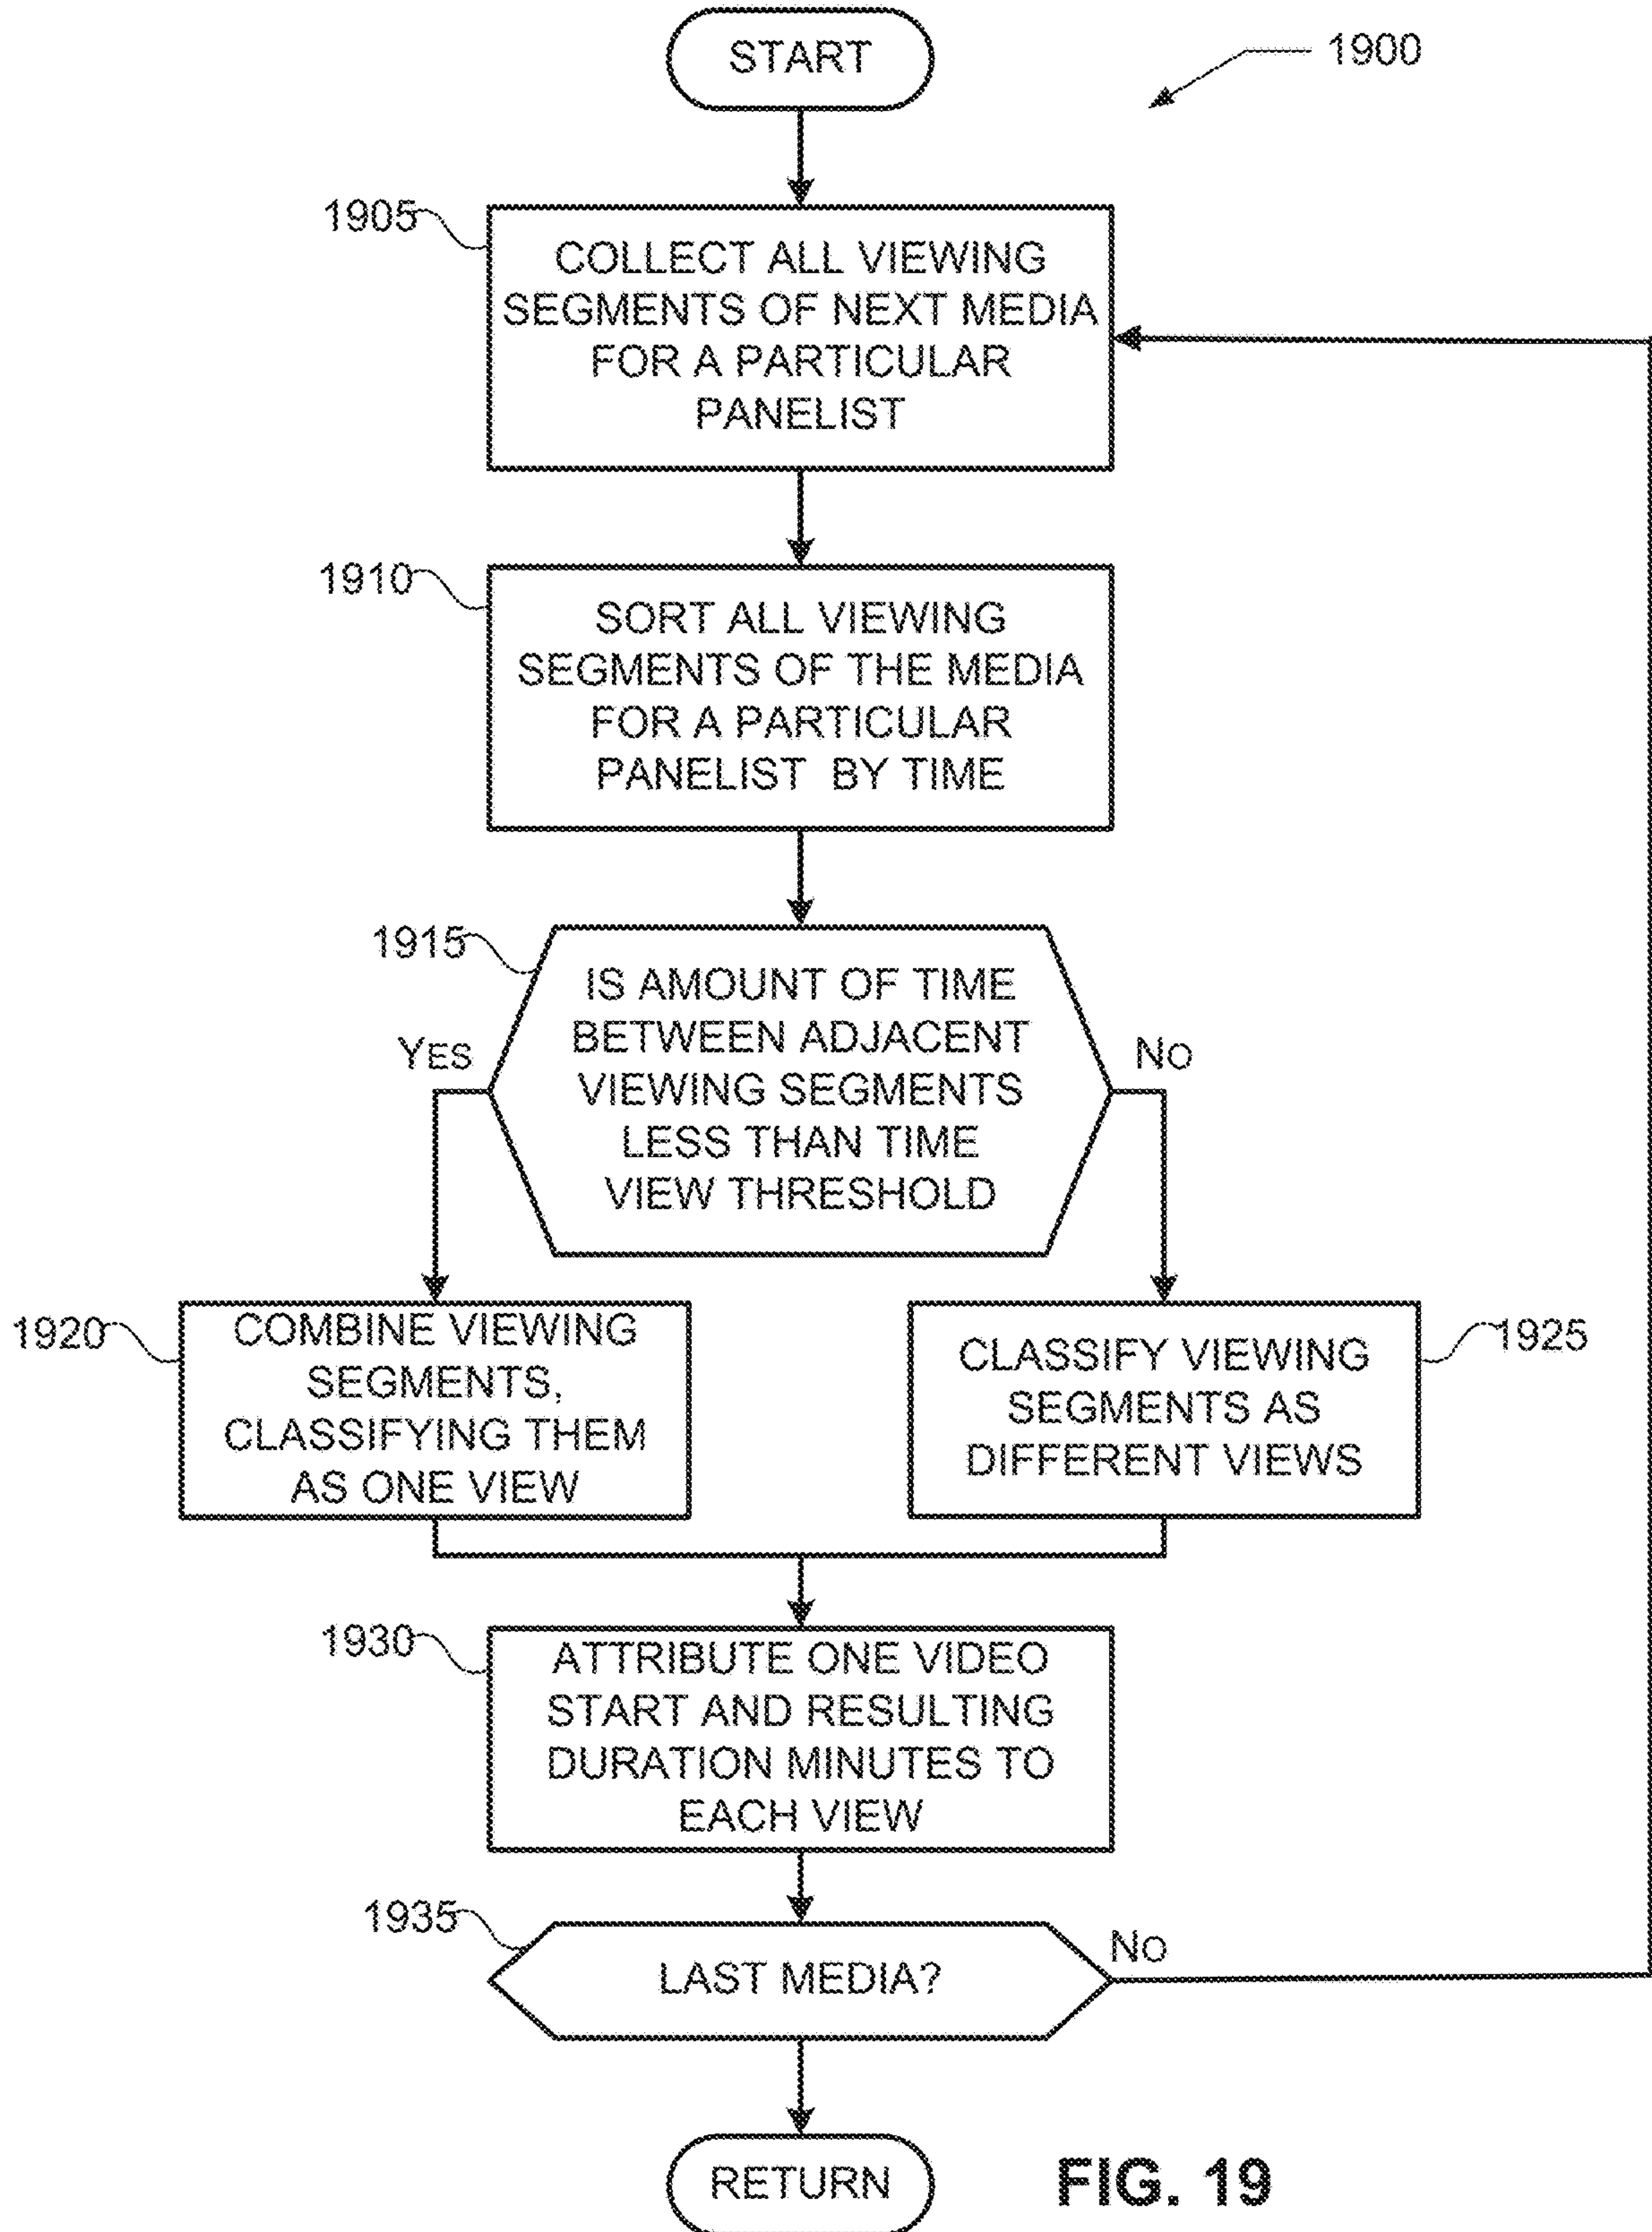 START
1900
1905
COLLECT ALL VIEWING
SEGMENTS OF NEXT MEDIA
FOR A PARTICULAR
PANELIST
1910
SORT ALL VIEWING
SEGMENTS OF THE MEDIA
FOR A PARTICULAR
PANELIST BY TIME
1915
IS AMOUNT OF TIME
BETWEEN ADJACENT
VIEWING SEGMENTS
LESS THAN TIME
VIEW THRESHOLD
YES
NO
1920
COMBINE VIEWING
SEGMENTS,
CLASSIFYING THEM
AS ONE VIEW
1925
CLASSIFY VIEWING
SEGMENTS AS
DIFFERENT VIEWS
1930
ATTRIBUTE ONE VIDEO
START AND RESULTING
DURATION MINUTES TO
EACH VIEW
1935
LAST MEDIA?
NO
RETURN
FIG. 19